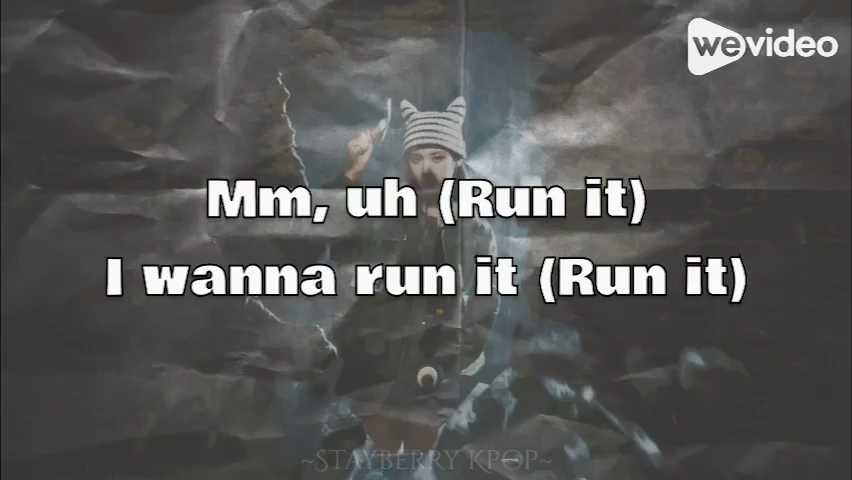 wevideo
Mm, uh (Run it)
I wanna run it (Run it)
~STAYBERRY KPOP~